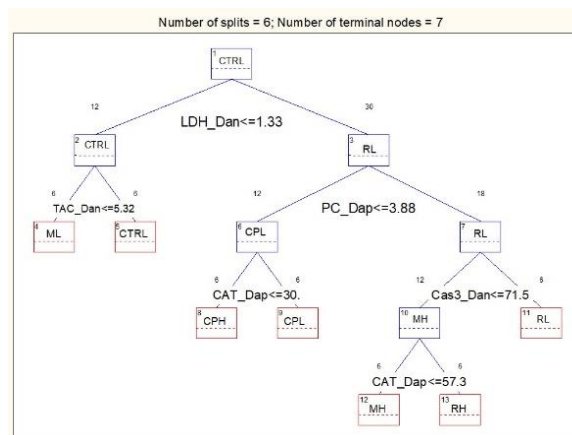 Number of splits = 6; Number of terminal nodes = 7
1 CTRL
12 30
LDH_Dan<=1.33
2 CTRL 3 RL
6 6 12 18
TAC_Dan<=5.32 PC_Dap<=3.88
4 ML 5 CTRL 6 CPL 7 RL
6 6 12 6
CAT_Dap<=30. Cas3_Dan<=71.5
8 CPH 9 CPL 10 MH 11 RL
6 6
CAT_Dap<=57.3
12 MH 13 RH